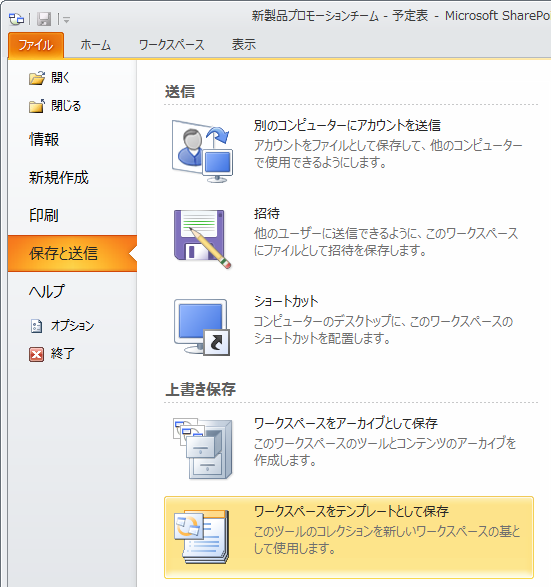 新製品プロモーションチーム - 予定表 - Microsoft SharePo
ファイル ホーム ワークスペース 表示
開く
閉じる
情報
新規作成
印刷
保存と送信
ヘルプ
オプション
終了
送信
別のコンピューターにアカウントを送信
アカウントをファイルとして保存して、他のコンピューター
で使用できるようにします。
招待
他のユーザーに送信できるように、このワークスペース
にファイルとして招待を保存します。
ショートカット
コンピューターのデスクトップに、このワークスペースの
ショートカットを配置します。
上書き保存
ワークスペースをアーカイブとして保存
このワークスペースのツールとコンテンツのアーカイブを
作成します。
ワークスペースをテンプレートとして保存
このツールのコレクションを新しいワークスペースの基と
して使用します。